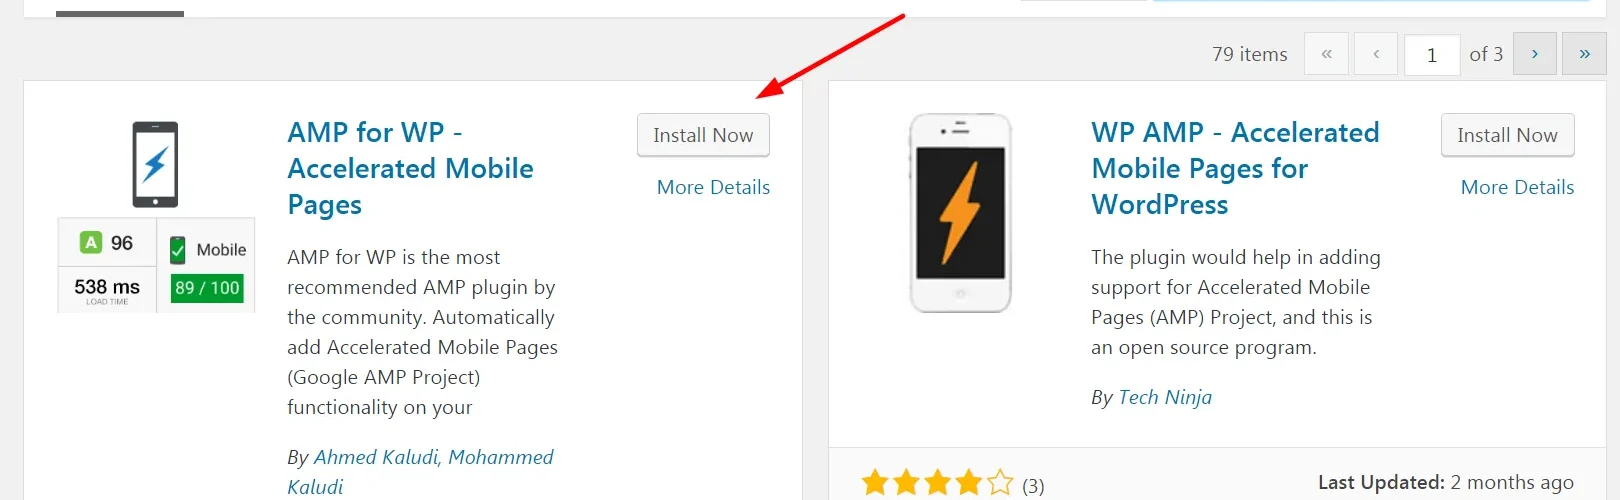 79 items « ‹ 1 of 3 › »
AMP for WP -
Accelerated Mobile
Pages
Install Now
More Details
A 96
Mobile
538 ms
LOAD TIME
89 / 100
AMP for WP is the most
recommended AMP plugin by
the community. Automatically
add Accelerated Mobile Pages
(Google AMP Project)
functionality on your
By Ahmed Kaludi, Mohammed
Kaludi
WP AMP - Accelerated
Mobile Pages for
WordPress
Install Now
More Details
The plugin would help in adding
support for Accelerated Mobile
Pages (AMP) Project, and this is
an open source program.
By Tech Ninja
(3)
Last Updated: 2 months ago